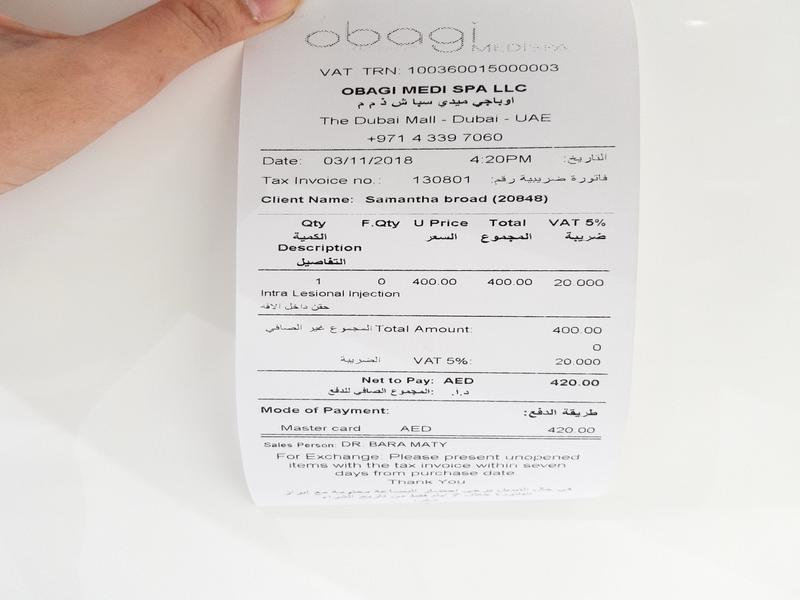 obagi
MEDISPA
VAT TRN: 100360015000003
OBAGI MEDI SPA LLC
اوباجي ميدي سبا ش ذ م م
The Dubai Mall - Dubai - UAE
+971 4 339 7060
Date: 03/11/2018 4:20PM التاريخ:
Tax Invoice no.: 130801 فاتورة ضريبية رقم:
Client Name: Samantha broad (20848)
Qty F.Qty U Price Total VAT 5%
الكمية السعر المجموع ضريبة
Description
التفاصيل
1 0 400.00 400.00 20.000
Intra Lesional Injection
حقن داخل الافه
المجموع غير الصافي Total Amount: 400.00
0
الضريبة VAT 5%: 20.000
Net to Pay: AED 420.00
المجموع الصافي للدفع: د.ا.
Mode of Payment: طريقة الدفع:
Master card AED 420.00
Sales Person: DR. BARA MATY
For Exchange: Please present unopened
items with the tax invoice within seven
days from purchase date
Thank You